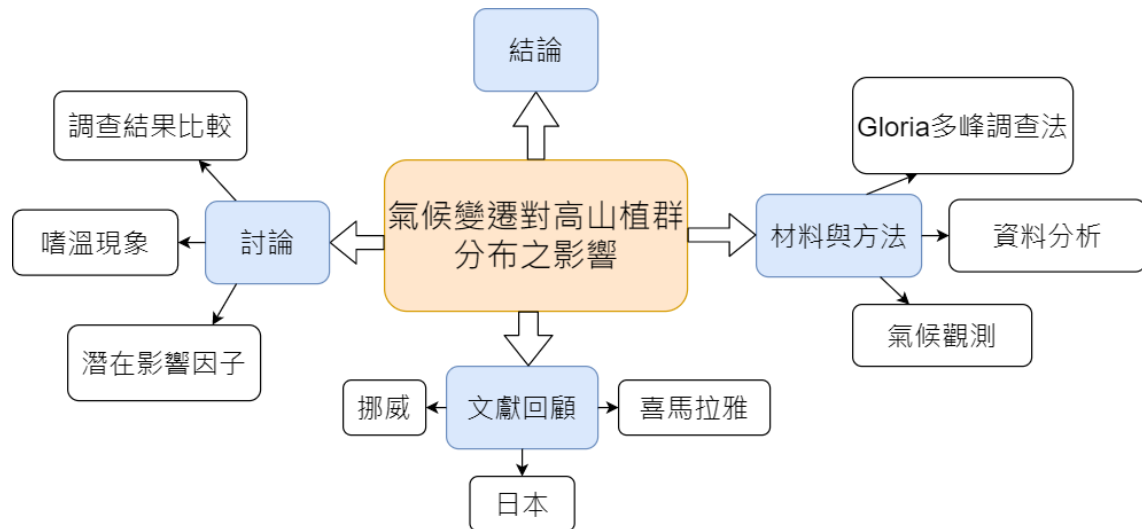 結論
調查結果比較
Gloria多峰調查法
氣候變遷對高山植群
分布之影響
嗜溫現象
討論
材料與方法
資料分析
潛在影響因子
氣候觀測
挪威
文獻回顧
喜馬拉雅
日本